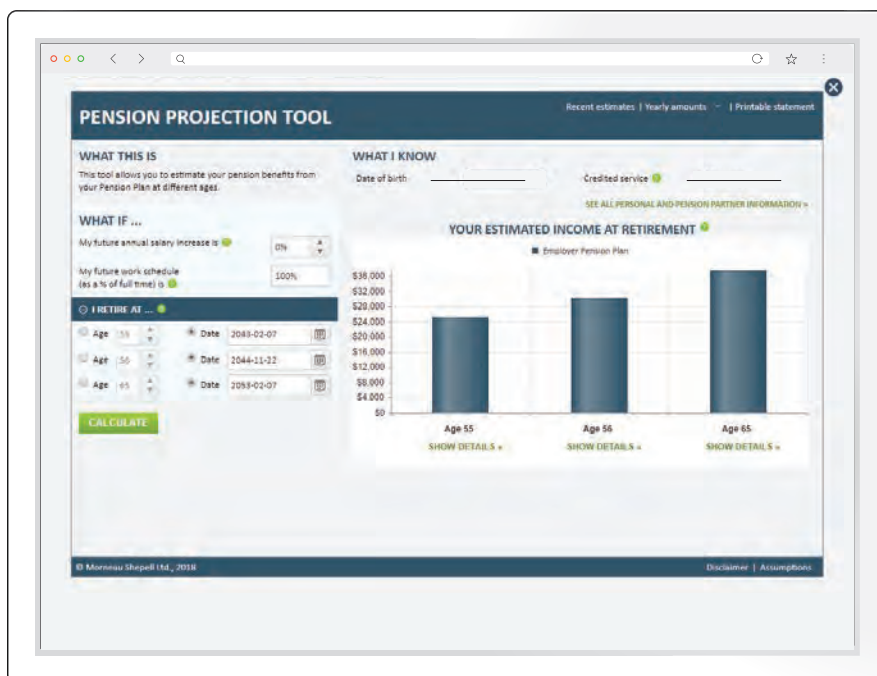 PENSION PROJECTION TOOL
Recent estimates | Yearly amounts | Printable statement
WHAT THIS IS
This tool allows you to estimate your pension benefits from
your Pension Plan at different ages.
WHAT IF ...
My future annual salary increase is
0%
My future work schedule
(as a % of full time) is
100%
I RETIRE AT ...
Age 55 Date 2043-02-07
Age 56 Date 2044-11-22
Age 65 Date 2053-02-07
CALCULATE
WHAT I KNOW
Date of birth
Credited service
SEE ALL PERSONAL AND PENSION PARTNER INFORMATION »
YOUR ESTIMATED INCOME AT RETIREMENT
Employer Pension Plan
$36,000
$32,000
$28,000
$24,000
$20,000
$16,000
$12,000
$8,000
$4,000
$0
Age 55
Age 56
Age 65
SHOW DETAILS »
SHOW DETAILS »
SHOW DETAILS »
© Morneau Shepell Ltd., 2018
Disclaimer | Assumptions